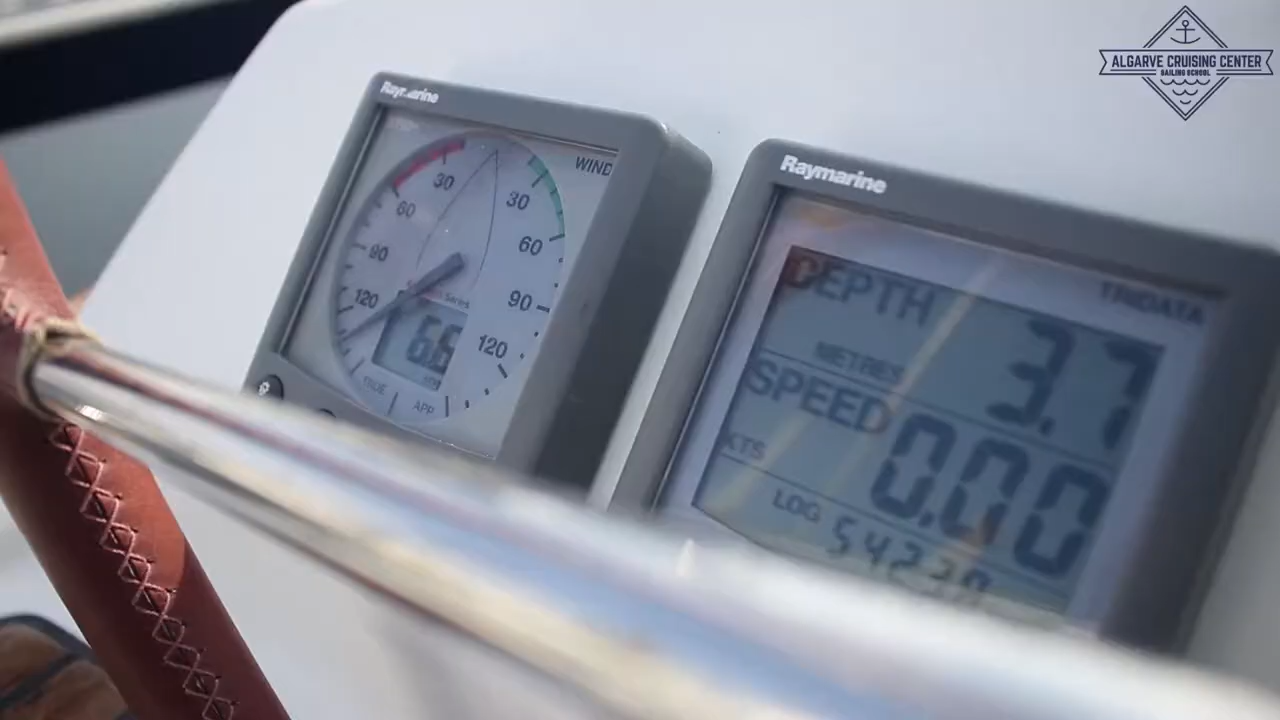 ALGARVE CRUISING CENTER
SAILING SCHOOL
Raymarine
WIND
30
30
60
60
90
90
120
120
6.6
TRUE
APP
Raymarine
TRIDATA
DEPTH
METRES
3.7
SPEED
KTS
0.00
LOG